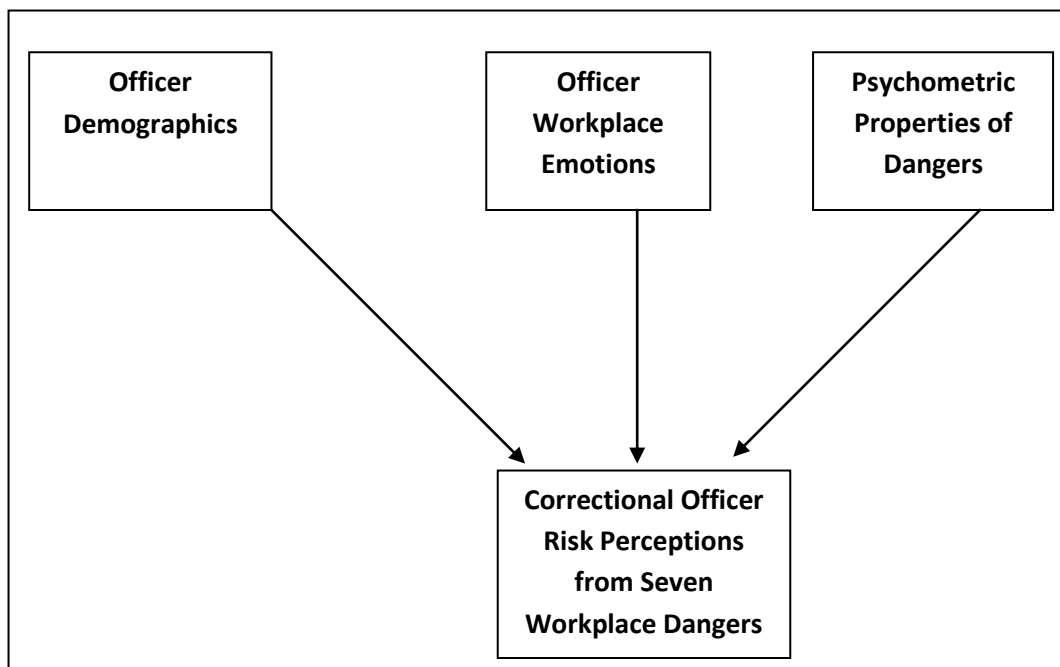 Officer
Demographics
Officer
Workplace
Emotions
Psychometric
Properties of
Dangers
Correctional Officer
Risk Perceptions
from Seven
Workplace Dangers